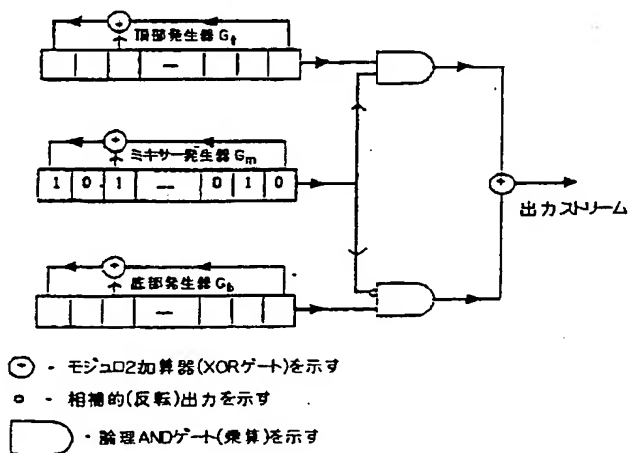 頂部発生器 Gt
ミキサー発生器 Gm
1 0 1 — 0 1 0
底部発生器 Gb
出力ストリーム
モジュロ2加算器(XORゲート)を示す
相補的(反転)出力を示す
論理ANDゲート(乗算)を示す